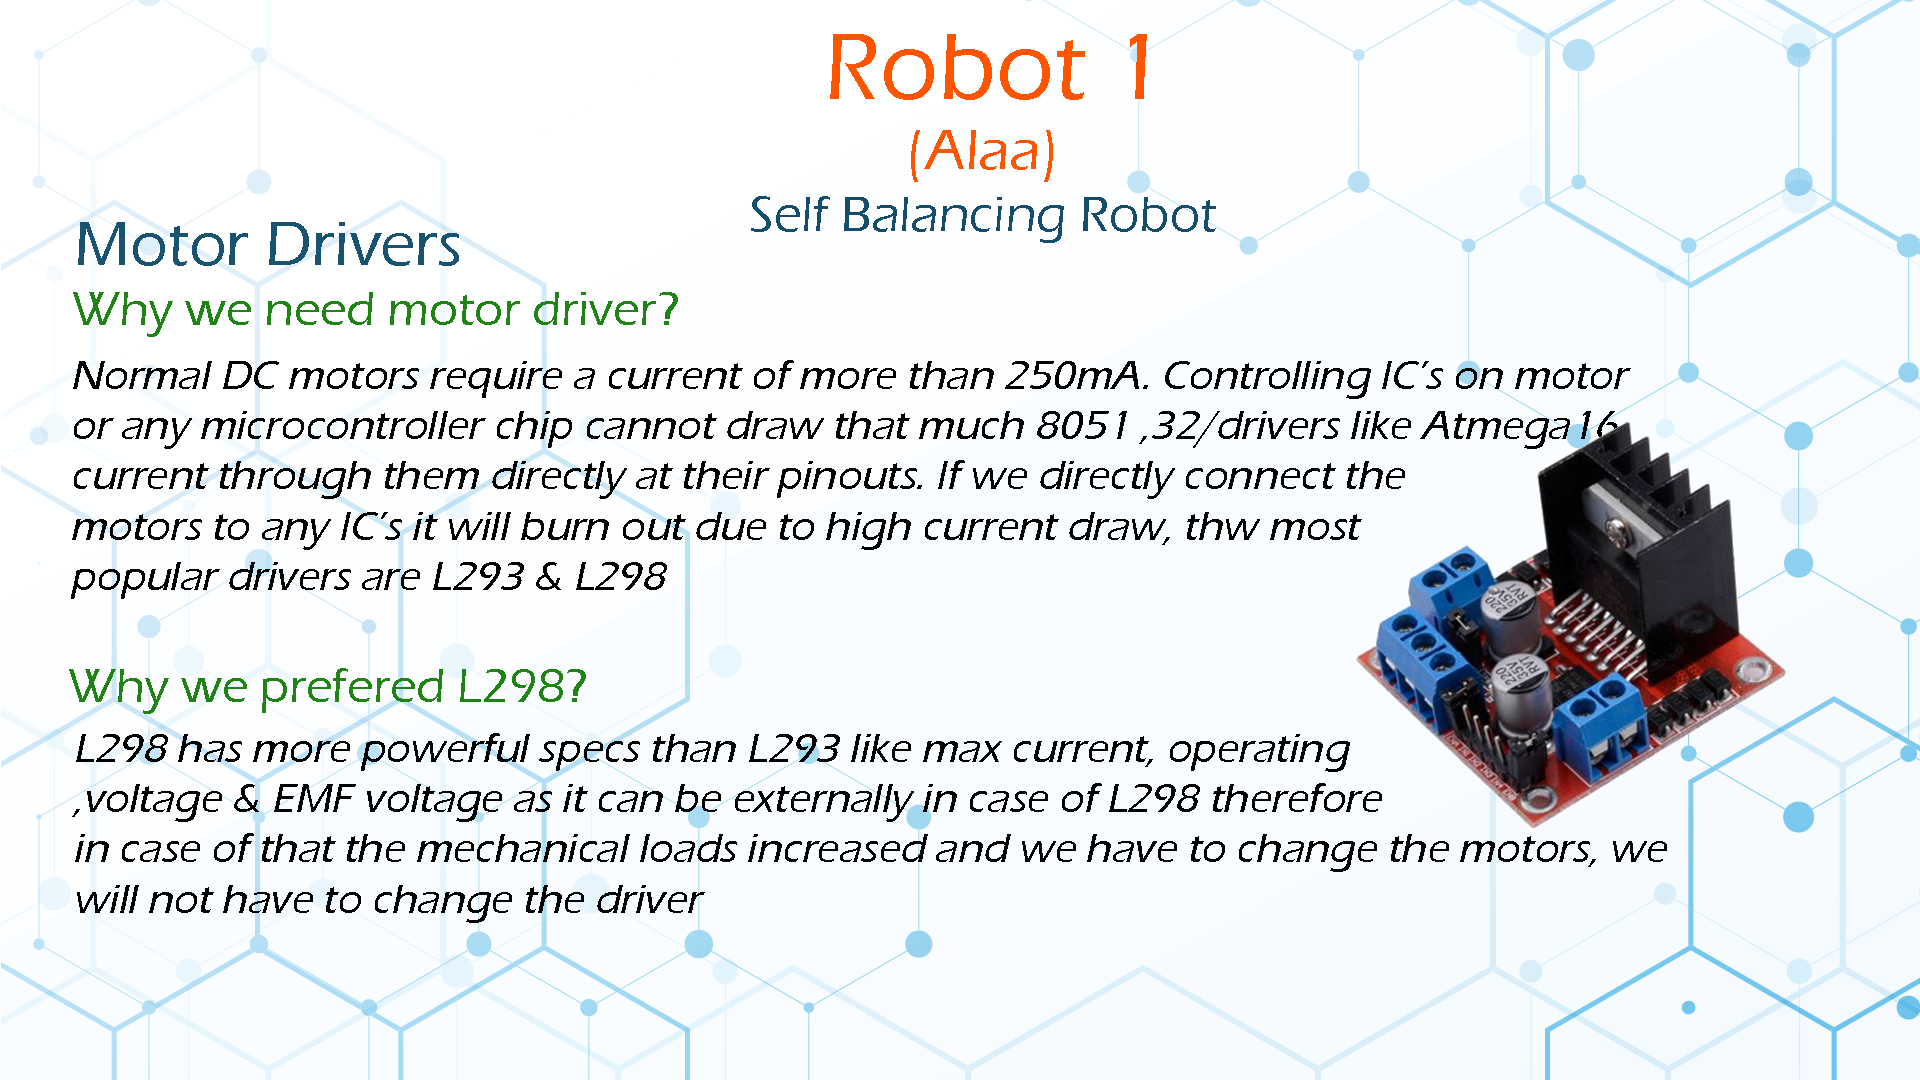 Robot 1
(Alaa)
Self Balancing Robot
Motor Drivers
Why we need motor driver?
Normal DC motors require a current of more than 250mA. Controlling IC's on motor
or any microcontroller chip cannot draw that much 8051 ,32/drivers like Atmega16
current through them directly at their pinouts. If we directly connect the
motors to any IC's it will burn out due to high current draw, thw most
popular drivers are L293 & L298
Why we prefered L298?
L298 has more powerful specs than L293 like max current, operating
,voltage & EMF voltage as it can be externally in case of L298 therefore
in case of that the mechanical loads increased and we have to change the motors, we
will not have to change the driver
220
35V
RVT
220
35V
RVT